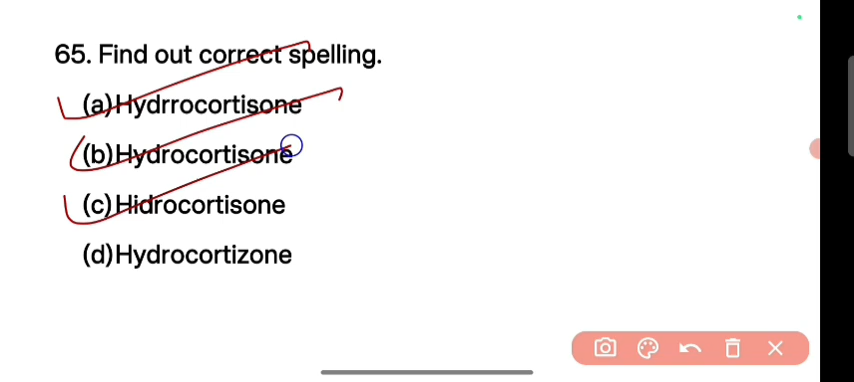 65. Find out correct spelling.
(a)Hydrrocortisone
(b)Hydrocortisone
(c)Hidrocortisone
(d)Hydrocortizone